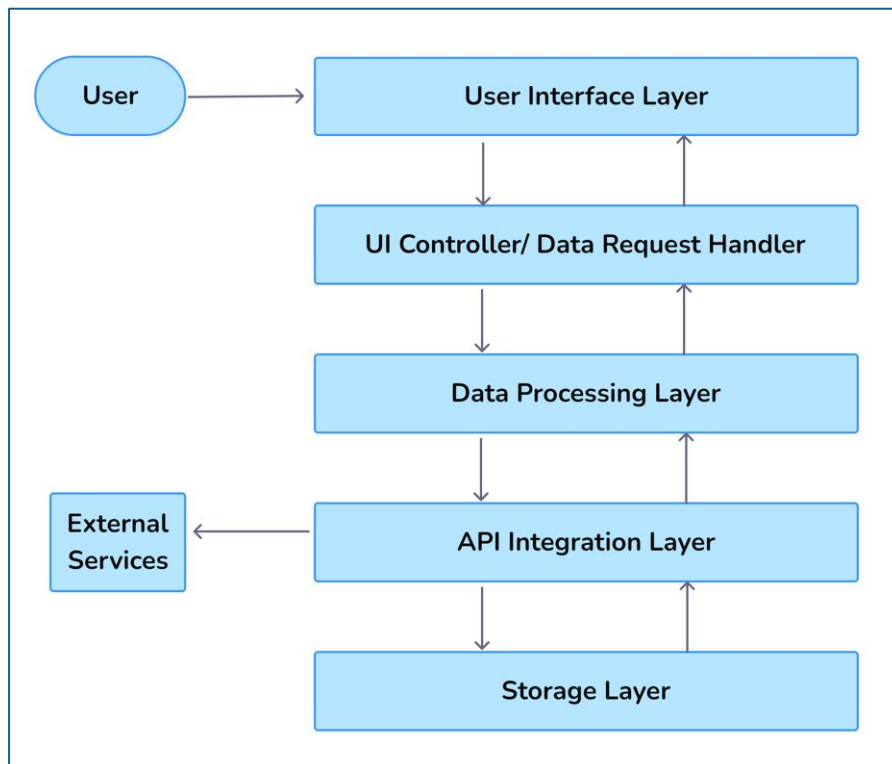 User
User Interface Layer
UI Controller/ Data Request Handler
Data Processing Layer
External
Services
API Integration Layer
Storage Layer